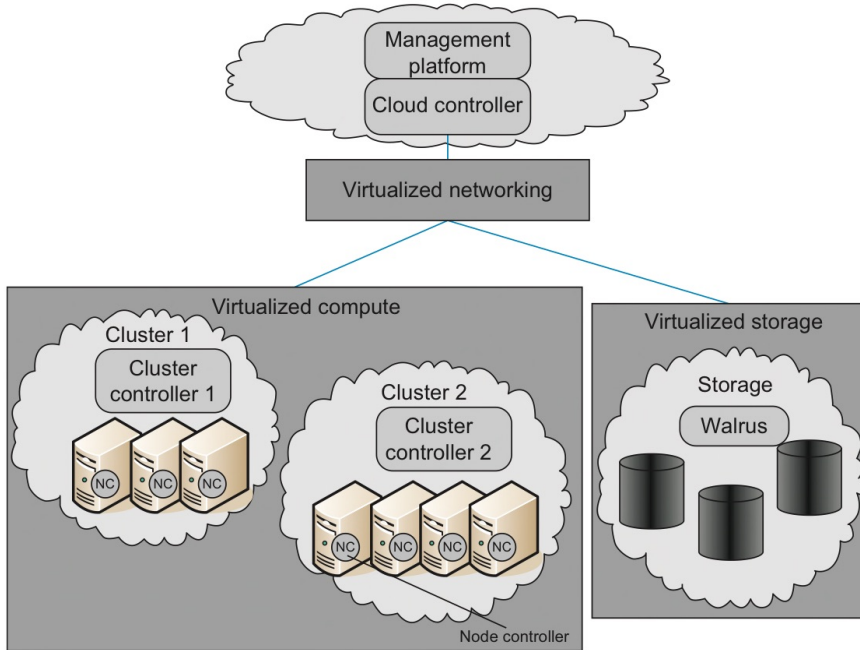 Management
platform
Cloud controller
Virtualized networking
Virtualized compute
Cluster 1
Cluster
controller 1
NC
NC
NC
Cluster 2
Cluster
controller 2
NC
NC
NC
NC
Node controller
Virtualized storage
Storage
Walrus